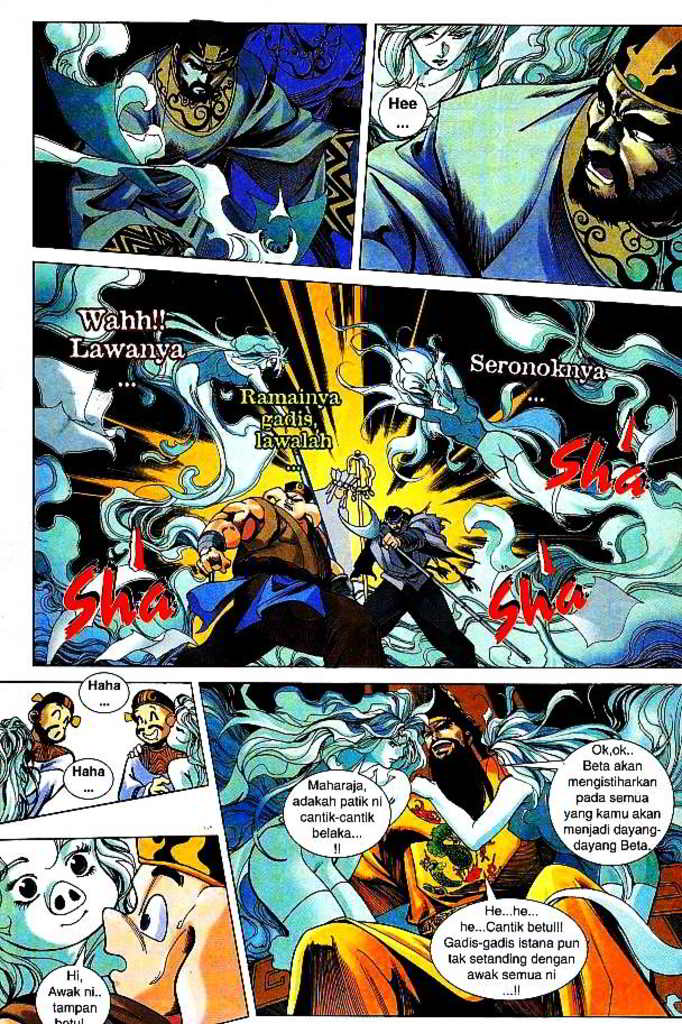 Hee
...
Wahh!!
Lawanya
...
Ramainya
gadis,
lawalah
...
Seronoknya
...
Sha
Sha
Sha
Haha
...
Haha
...
Hi,
Awak ni..
tampan
betul...
Maharaja,
adakah patik ni
cantik-cantik
belaka...
!!
Ok,ok..
Beta akan
mengistiharkan
pada semua
yang kamu akan
menjadi dayang-
dayang Beta.
He...he...
he...Cantik betul!!
Gadis-gadis istana pun
tak setanding dengan
awak semua ni
...!!